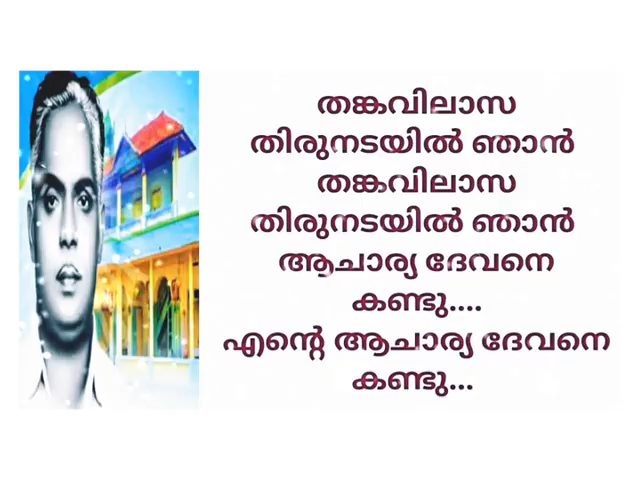 തങ്കവിലാസ
തിരുനടയിൽ ഞാൻ
തങ്കവിലാസ
തിരുനടയിൽ ഞാൻ
ആചാര്യ ദേവനെ
കണ്ടു....
എന്റെ ആചാര്യ ദേവനെ
കണ്ടു...